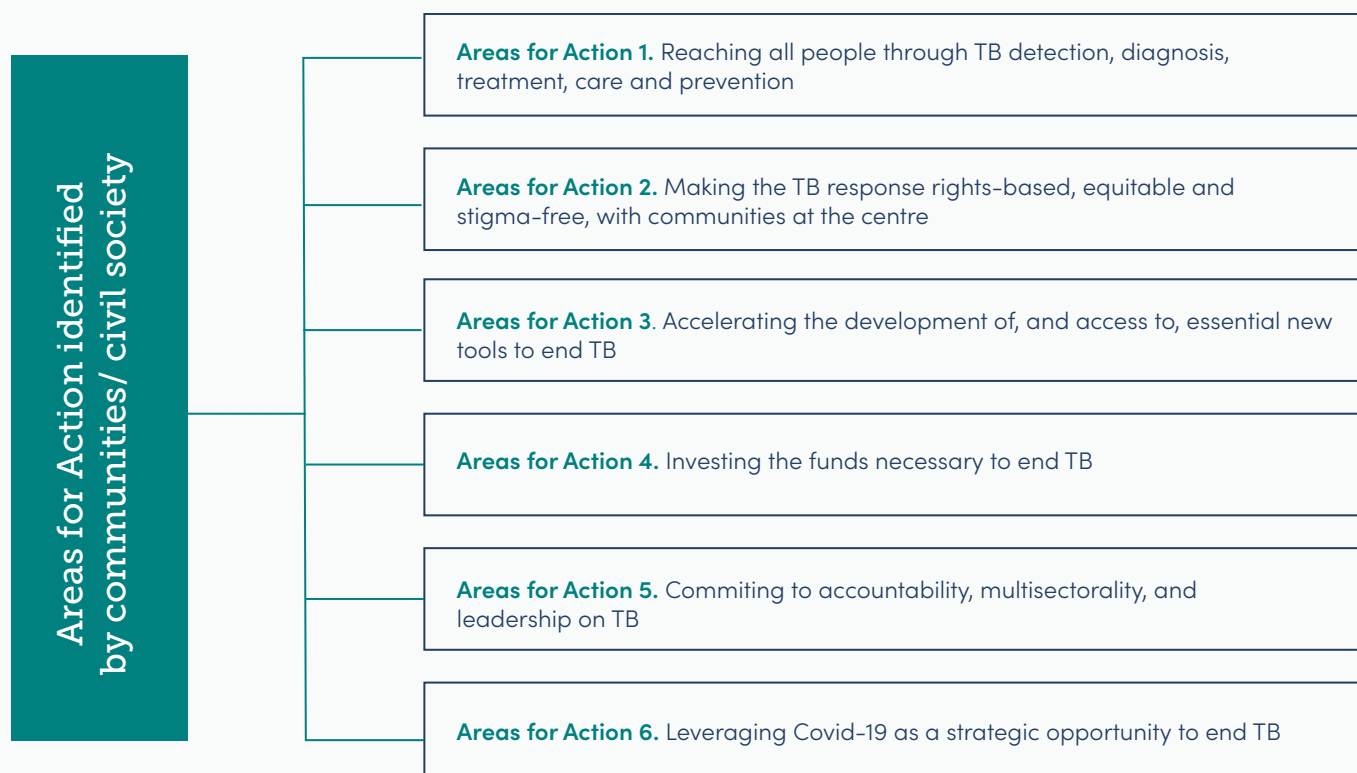 Areas for Action identified
by communities/ civil society
Areas for Action 1. Reaching all people through TB detection, diagnosis,
treatment, care and prevention
Areas for Action 2. Making the TB response rights-based, equitable and
stigma-free, with communities at the centre
Areas for Action 3. Accelerating the development of, and access to, essential new
tools to end TB
Areas for Action 4. Investing the funds necessary to end TB
Areas for Action 5. Commiting to accountability, multisectorality, and
leadership on TB
Areas for Action 6. Leveraging Covid-19 as a strategic opportunity to end TB